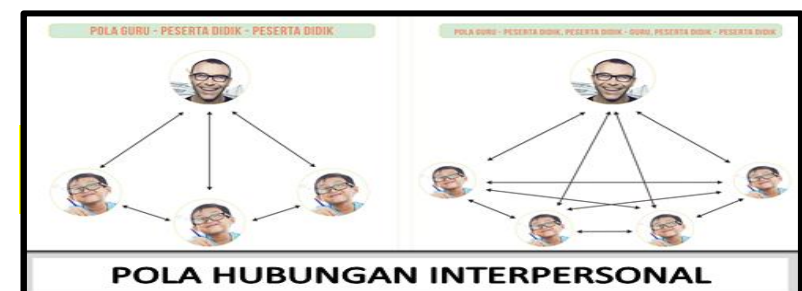 POLA GURU - PESERTA DIDIK - PESERTA DIDIK
POLA GURU - PESERTA DIDIK, PESERTA DIDIK - GURU, PESERTA DIDIK - PESERTA DIDIK
POLA HUBUNGAN INTERPERSONAL